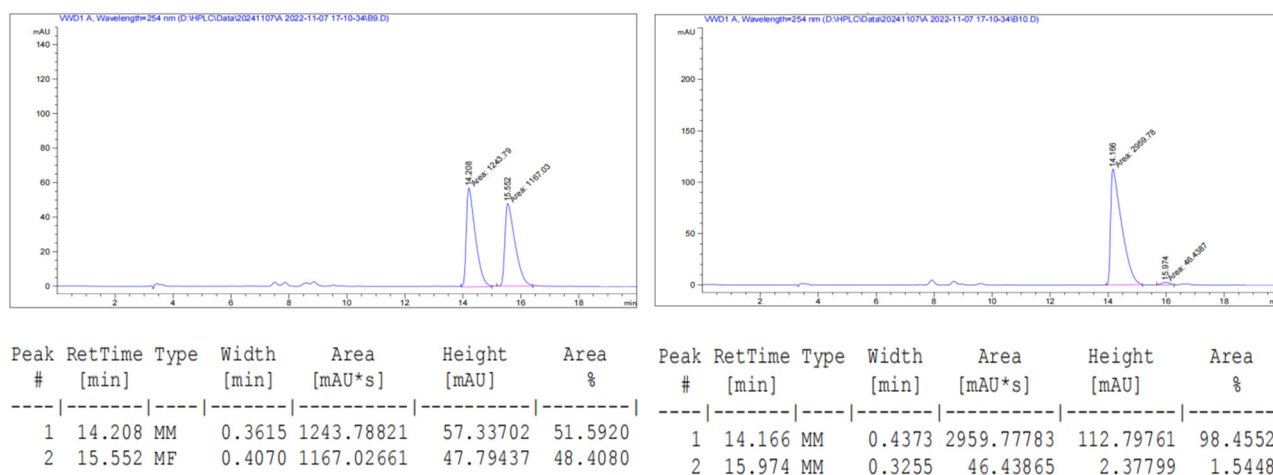 VWD1 A, Wavelength=254 nm (D:\HPLC\Data\20241107\A 2022-11-07 17-10-34\B9.D)
mAU
140
120
100
80
60
40
20
0
14.208
Area: 1243.79
15.552
Area: 1167.03
2 4 6 8 10 12 14 16 18 min
Peak RetTime Type Width Area Height Area
# [min] [min] [mAU*s] [mAU] %
----|-------|----|-------|----------|----------|--------|
1 14.208 MM 0.3615 1243.78821 57.33702 51.5920
2 15.552 MF 0.4070 1167.02661 47.79437 48.4080
VWD1 A, Wavelength=254 nm (D:\HPLC\Data\20241107\A 2022-11-07 17-10-34\B10.D)
mAU
200
150
100
50
0
14.166
Area: 2959.78
15.974
Area: 46.4387
2 4 6 8 10 12 14 16 18
Peak RetTime Type Width Area Height Area
# [min] [min] [mAU*s] [mAU] %
----|-------|----|-------|----------|----------|--------
1 14.166 MM 0.4373 2959.77783 112.79761 98.4552
2 15.974 MM 0.3255 46.43865 2.37799 1.5448